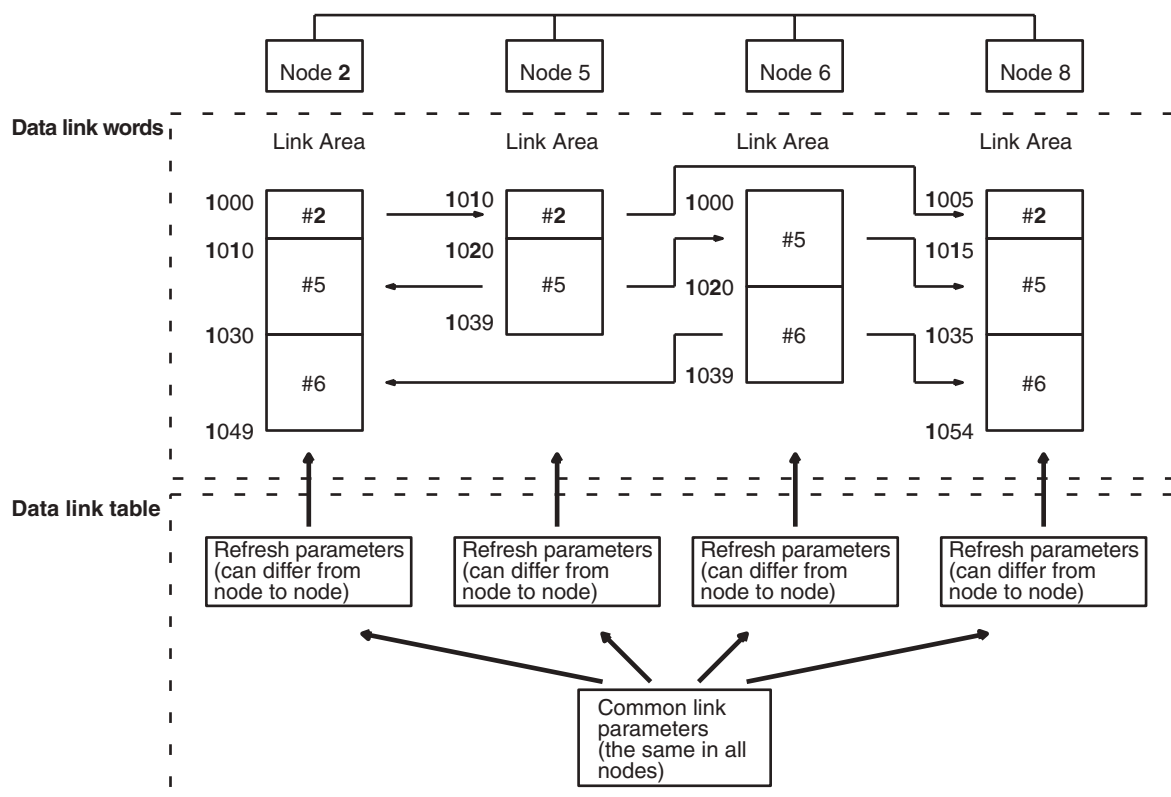 Node 2
Node 5
Node 6
Node 8
Data link words
Link Area
Link Area
Link Area
Link Area
1000
#2
1010
#5
1030
#6
1049
1010
#2
1020
#5
1039
1000
#5
1020
#6
1039
1005
#2
1015
#5
1035
#6
1054
Data link table
Refresh parameters
(can differ from
node to node)
Refresh parameters
(can differ from
node to node)
Refresh parameters
(can differ from
node to node)
Refresh parameters
(can differ from
node to node)
Common link
parameters
(the same in all
nodes)